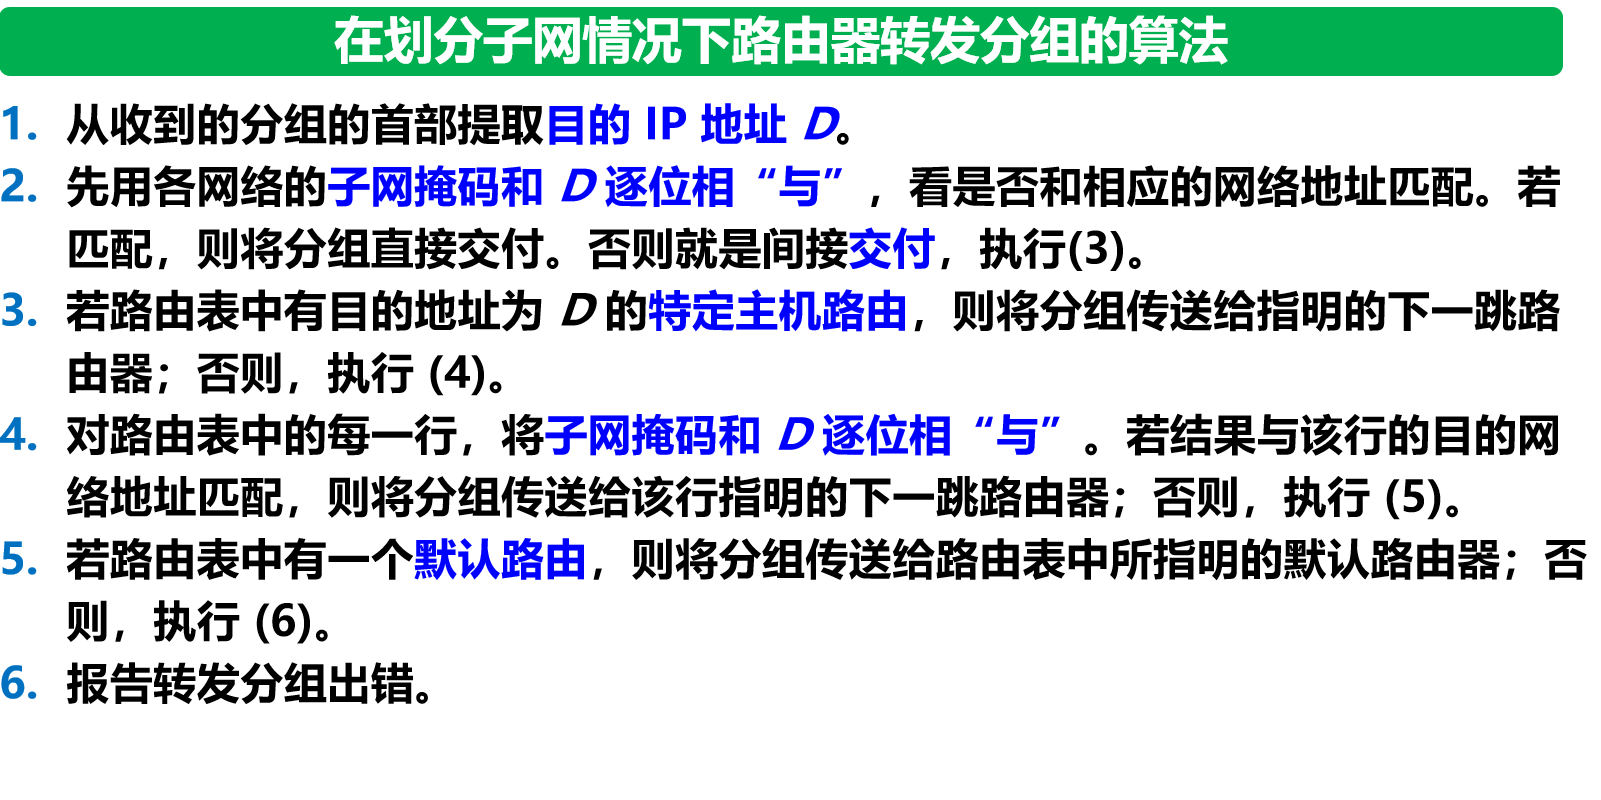 在划分子网情况下路由器转发分组的算法
1. 从收到的分组的首部提取目的 IP 地址 D。
2. 先用各网络的子网掩码和 D 逐位相“与”，看是否和相应的网络地址匹配。若
匹配，则将分组直接交付。否则就是间接交付，执行(3)。
3. 若路由表中有目的地址为 D 的特定主机路由，则将分组传送给指明的下一跳路
由器；否则，执行 (4)。
4. 对路由表中的每一行，将子网掩码和 D 逐位相“与”。若结果与该行的目的网
络地址匹配，则将分组传送给该行指明的下一跳路由器；否则，执行 (5)。
5. 若路由表中有一个默认路由，则将分组传送给路由表中所指明的默认路由器；否
则，执行 (6)。
6. 报告转发分组出错。